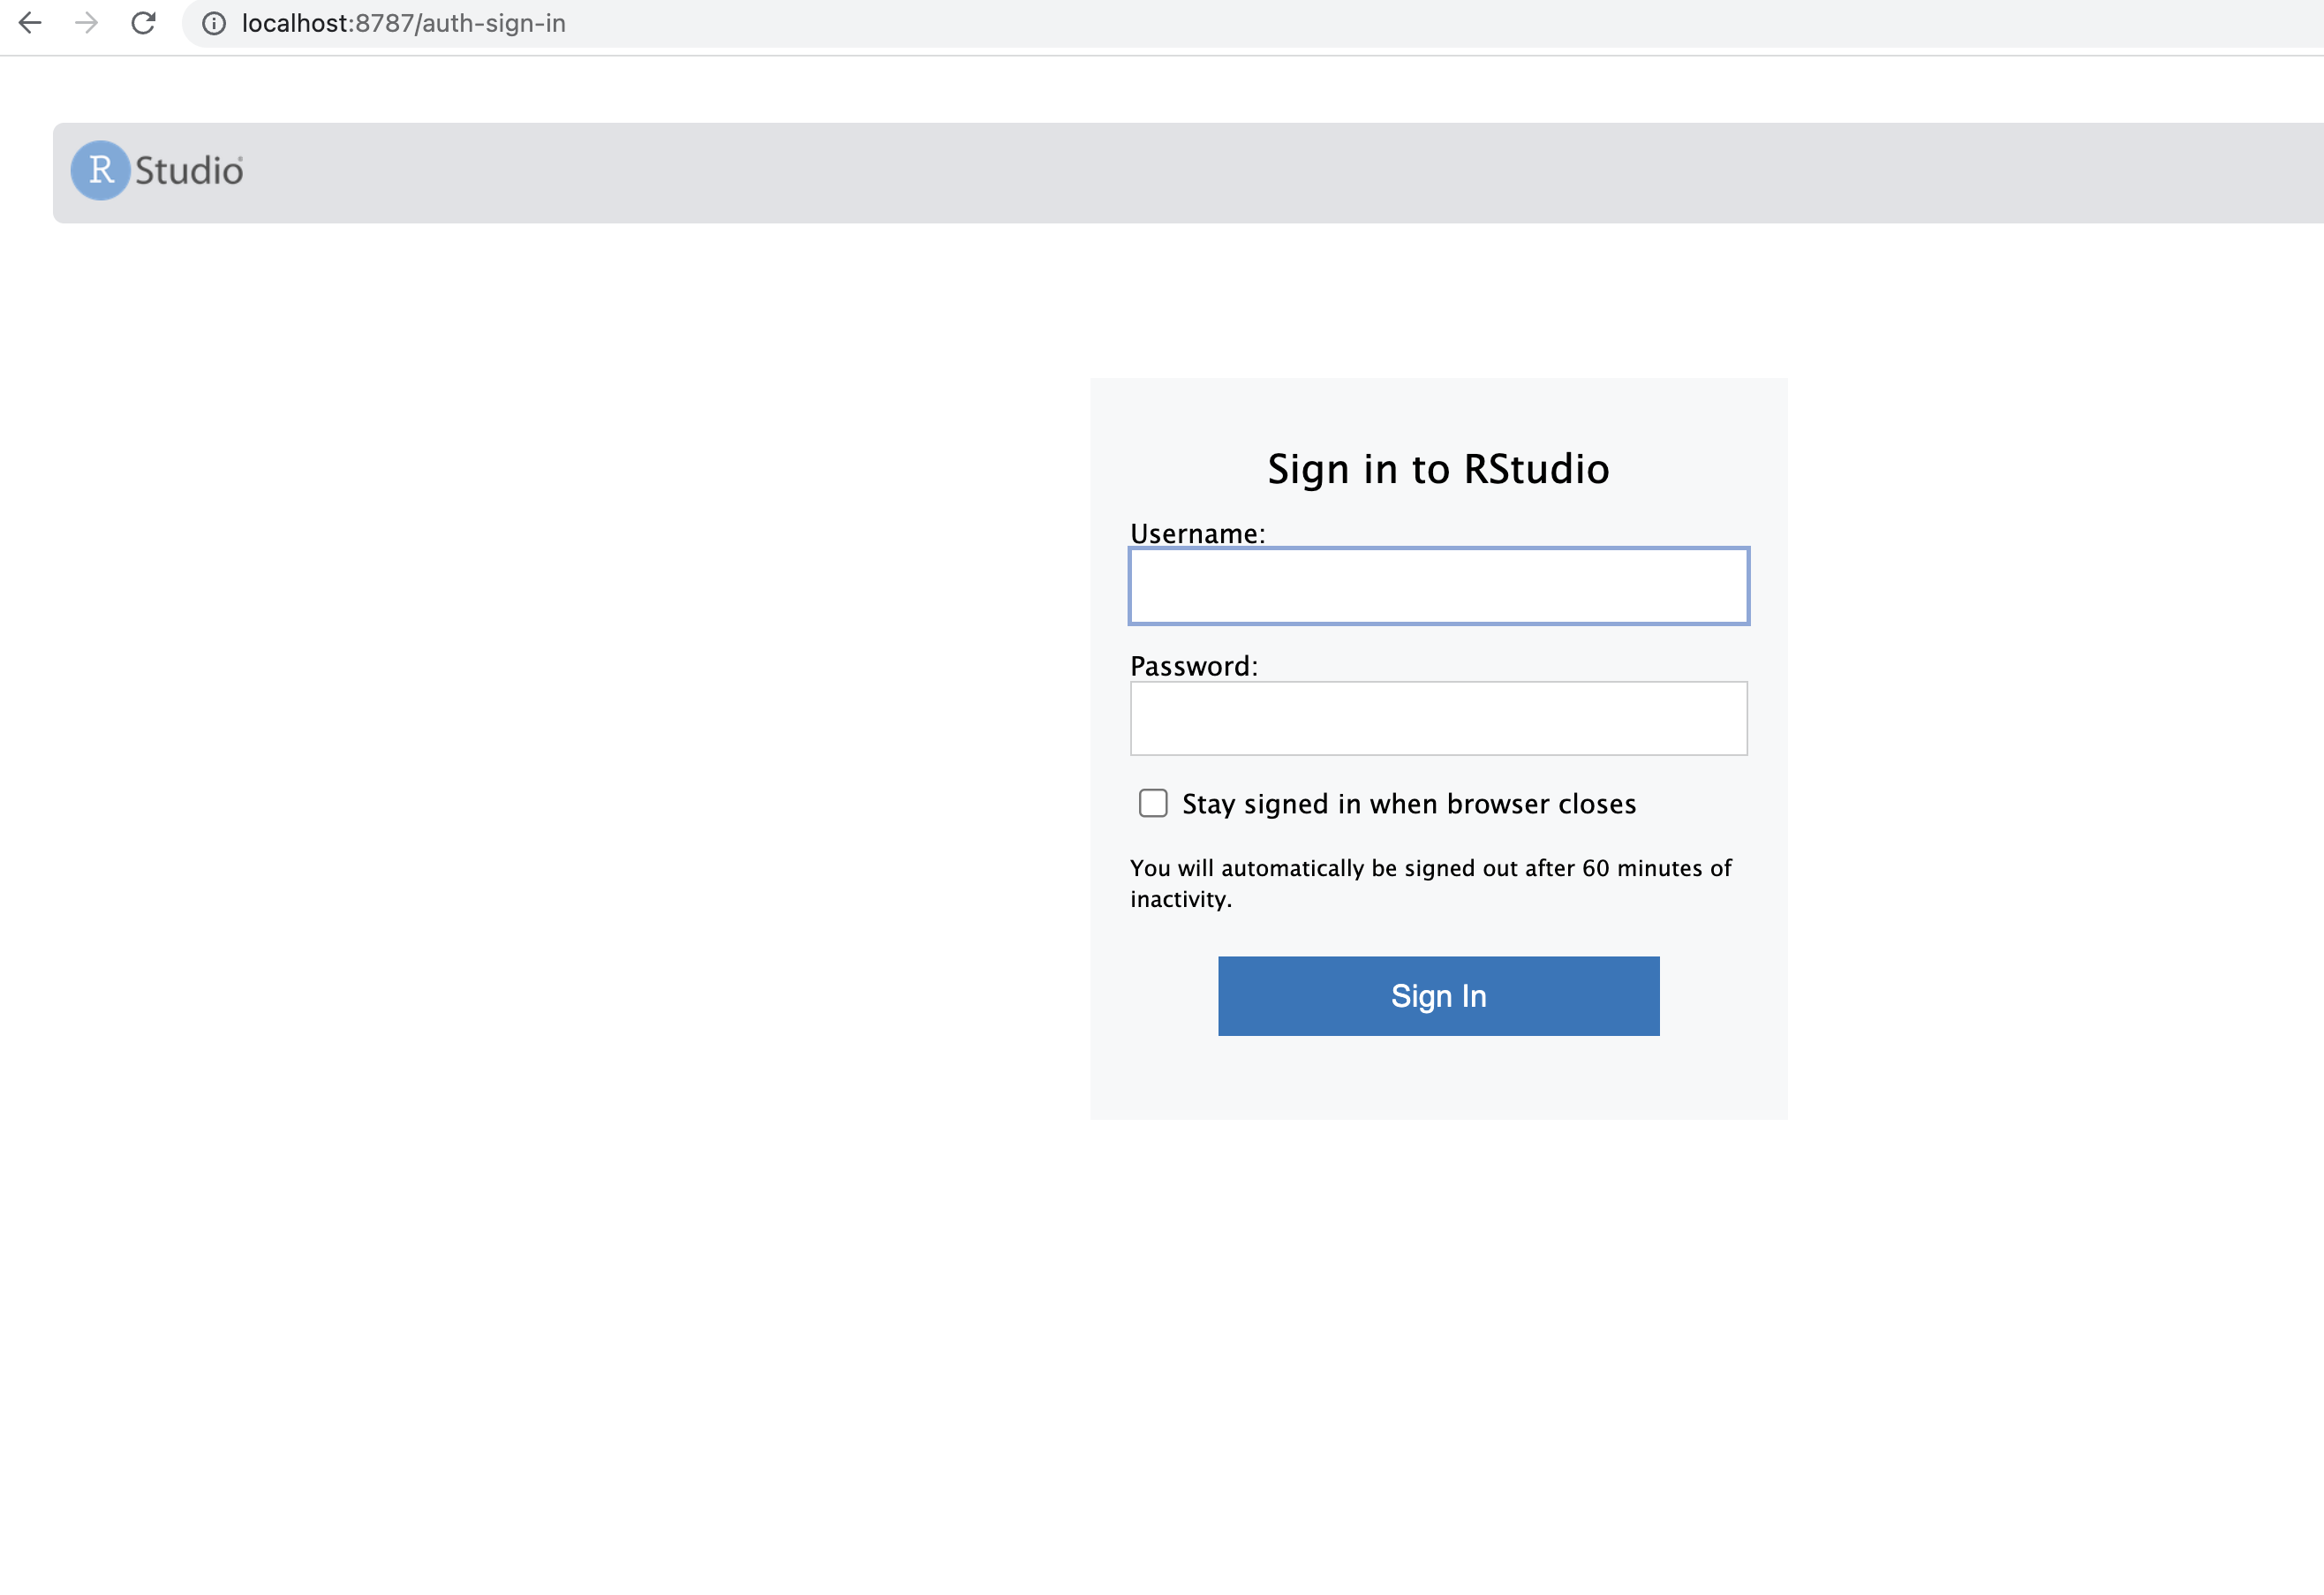 localhost:8787/auth-sign-in
R Studio
Sign in to RStudio
Username:
Password:
Stay signed in when browser closes
You will automatically be signed out after 60 minutes of
inactivity.
Sign In